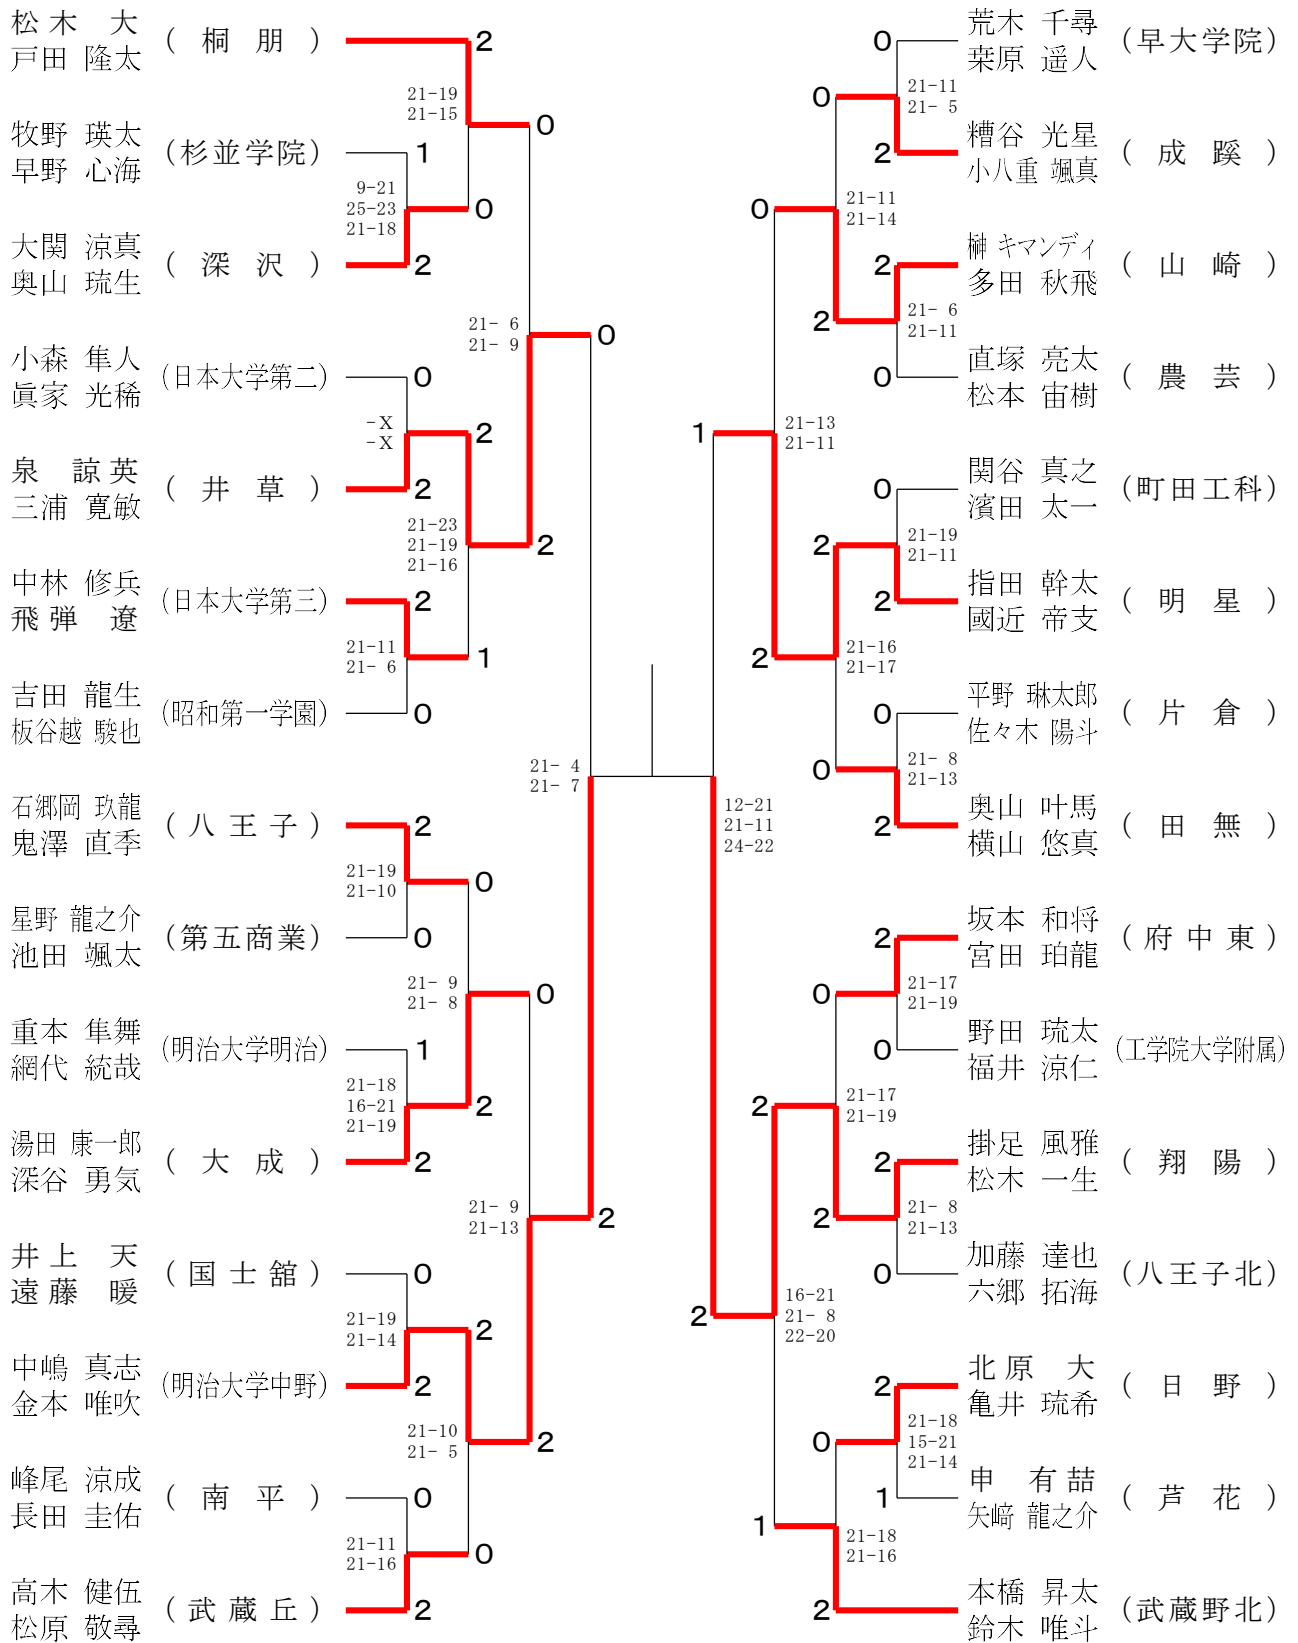 松木 大
戸田 隆太
( 桐 朋 )
2
21-19
21-15
0
牧野 瑛太
早野 心海
(杉並学院)
1
9-21
25-23
21-18
0
大関 涼真
奥山 琉生
( 深 沢 )
2
21- 6
21- 9
0
小森 隼人
眞家 光稀
(日本大学第二)
0
-X
-X
2
泉 諒英
三浦 寛敏
( 井 草 )
2
21-23
21-19
21-16
2
中林 修兵
飛弾 遼
(日本大学第三)
2
21-11
21- 6
1
吉田 龍生
板谷越 駿也
(昭和第一学園)
0
21- 4
21- 7
石郷岡 玖龍
鬼澤 直季
(八王子)
2
21-19
21-10
0
星野 龍之介
池田 颯太
(第五商業)
0
21- 9
21- 8
0
重本 隼舞
網代 統哉
(明治大学明治)
1
21-18
16-21
21-19
2
湯田 康一郎
深谷 勇気
( 大 成 )
2
21- 9
21-13
2
井上 天
遠藤 暖
(国士舘)
0
21-19
21-14
2
中嶋 真志
金本 唯吹
(明治大学中野)
2
21-10
21- 5
2
峰尾 涼成
長田 圭佑
( 南 平 )
0
21-11
21-16
0
高木 健伍
松原 敬尋
(武蔵丘)
2
荒木 千尋
桒原 遥人
(早大学院)
0
21-11
21- 5
0
糟谷 光星
小八重 颯真
( 成 蹊 )
2
21-11
21-14
0
榊 キマンディ
多田 秋飛
( 山 崎 )
2
21- 6
21-11
2
直塚 亮太
松本 宙樹
( 農 芸 )
0
21-13
21-11
1
関谷 真之
濱田 太一
(町田工科)
0
21-19
21-11
2
指田 幹太
國近 帝支
( 明 星 )
2
21-16
21-17
2
平野 琳太郎
佐々木 陽斗
( 片 倉 )
0
21- 8
21-13
0
奥山 叶馬
横山 悠真
( 田 無 )
2
12-21
21-11
24-22
坂本 和将
宮田 珀龍
(府中東)
2
21-17
21-19
0
野田 琉太
福井 涼仁
(工学院大学附属)
0
21-17
21-19
2
掛足 風雅
松木 一生
( 翔 陽 )
2
21- 8
21-13
2
加藤 達也
六郷 拓海
(八王子北)
0
16-21
21- 8
22-20
2
北原 大
亀井 琉希
( 日 野 )
2
21-18
15-21
21-14
0
申 有喆
矢﨑 龍之介
( 芦 花 )
1
21-18
21-16
1
本橋 昇太
鈴木 唯斗
(武蔵野北)
2